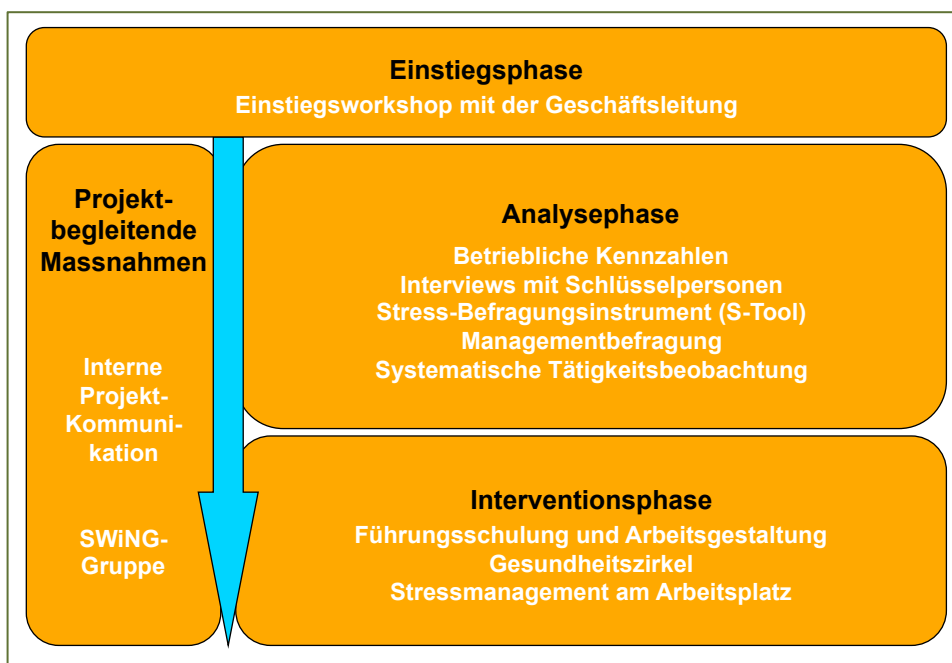 Einstiegsphase
Einstiegsworkshop mit der Geschäftsleitung
Projekt-
begleitende
Massnahmen
Interne
Projekt-
Kommuni-
kation
SWiNG-
Gruppe
Analysephase
Betriebliche Kennzahlen
Interviews mit Schlüsselpersonen
Stress-Befragungsinstrument (S-Tool)
Managementbefragung
Systematische Tätigkeitsbeobachtung
Interventionsphase
Führungsschulung und Arbeitsgestaltung
Gesundheitszirkel
Stressmanagement am Arbeitsplatz